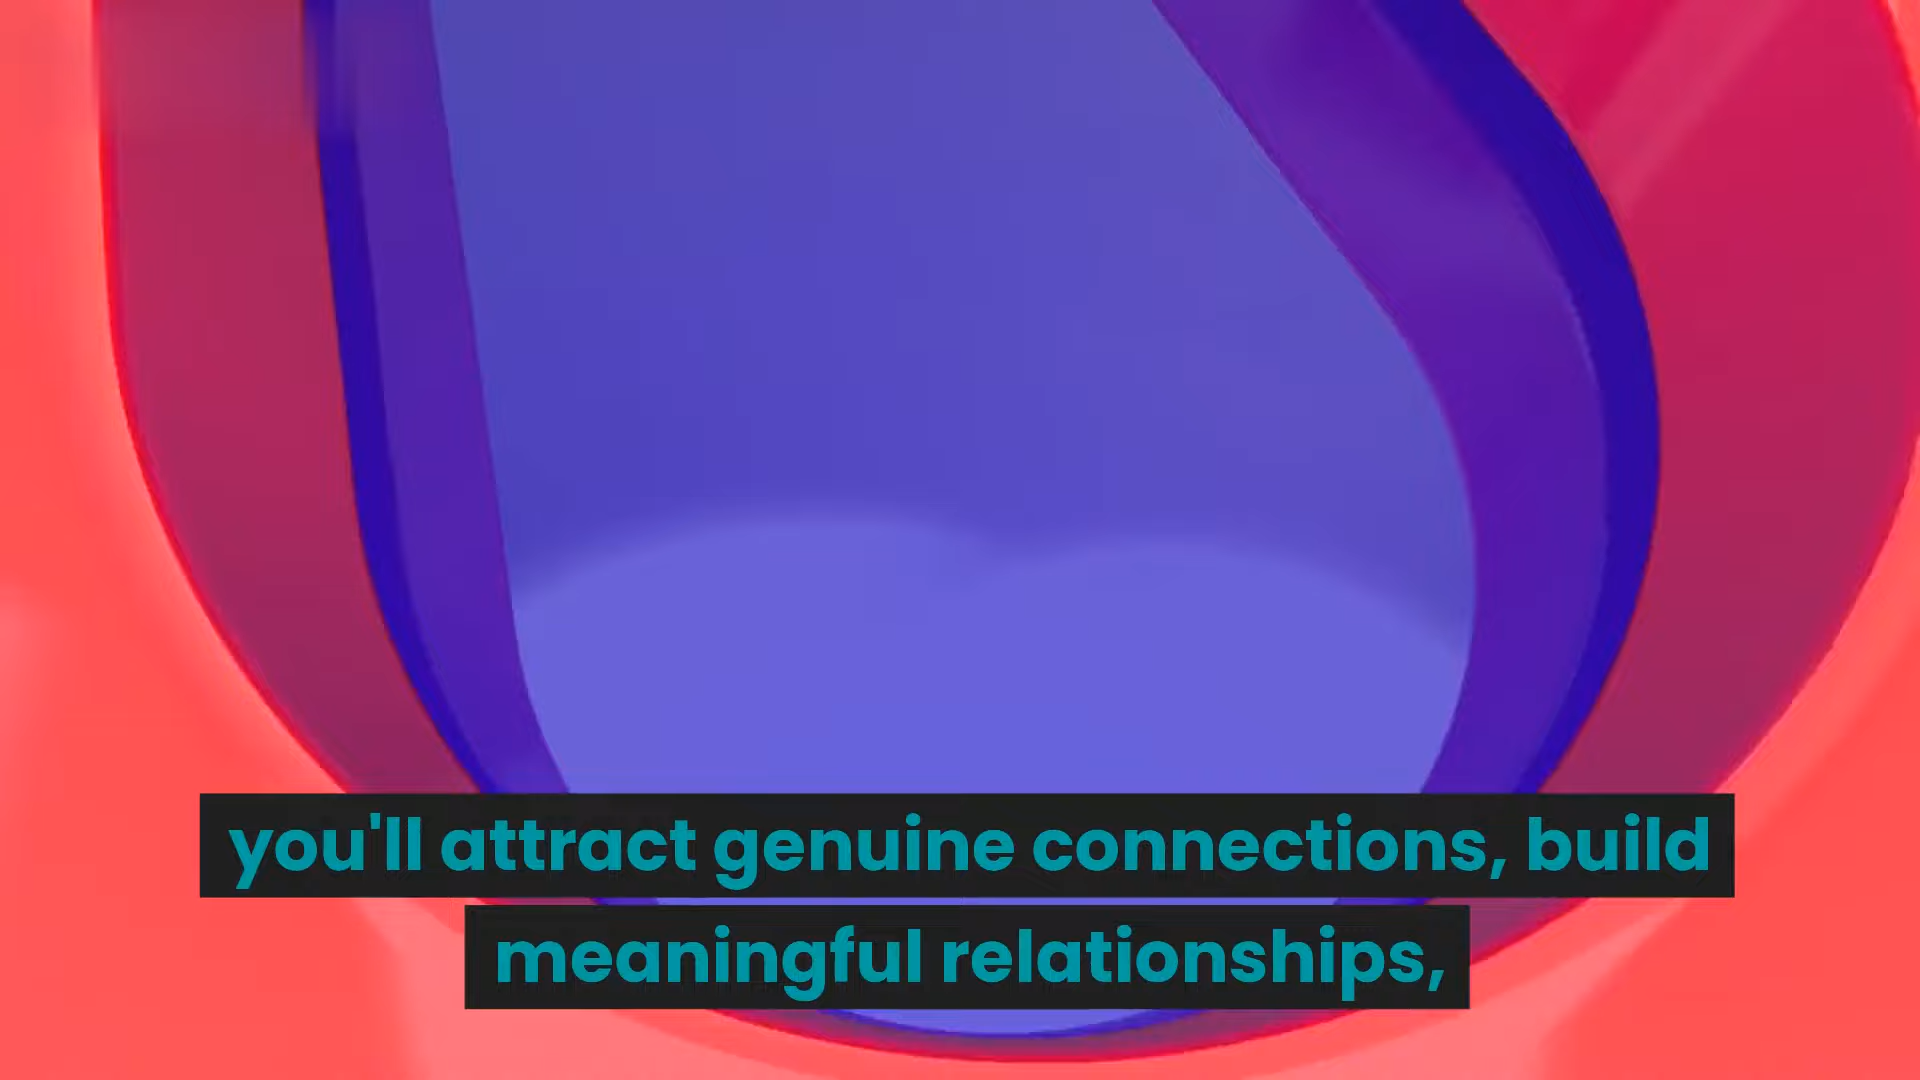 you'll attract genuine connections, build
meaningful relationships,